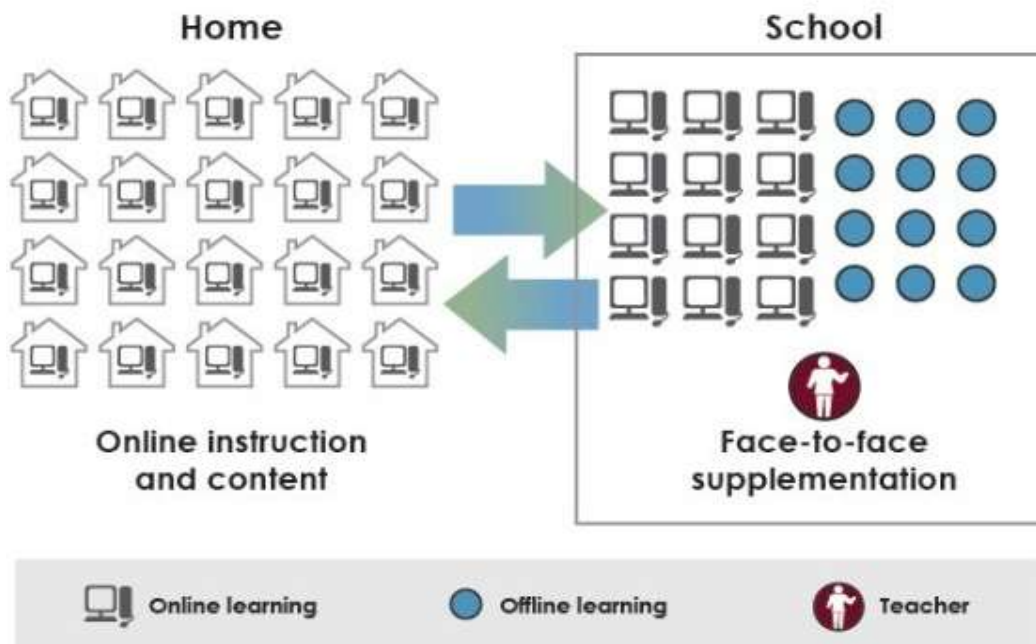 Home
School
Online instruction
and content
Face-to-face
supplementation
Online learning
Offline learning
Teacher